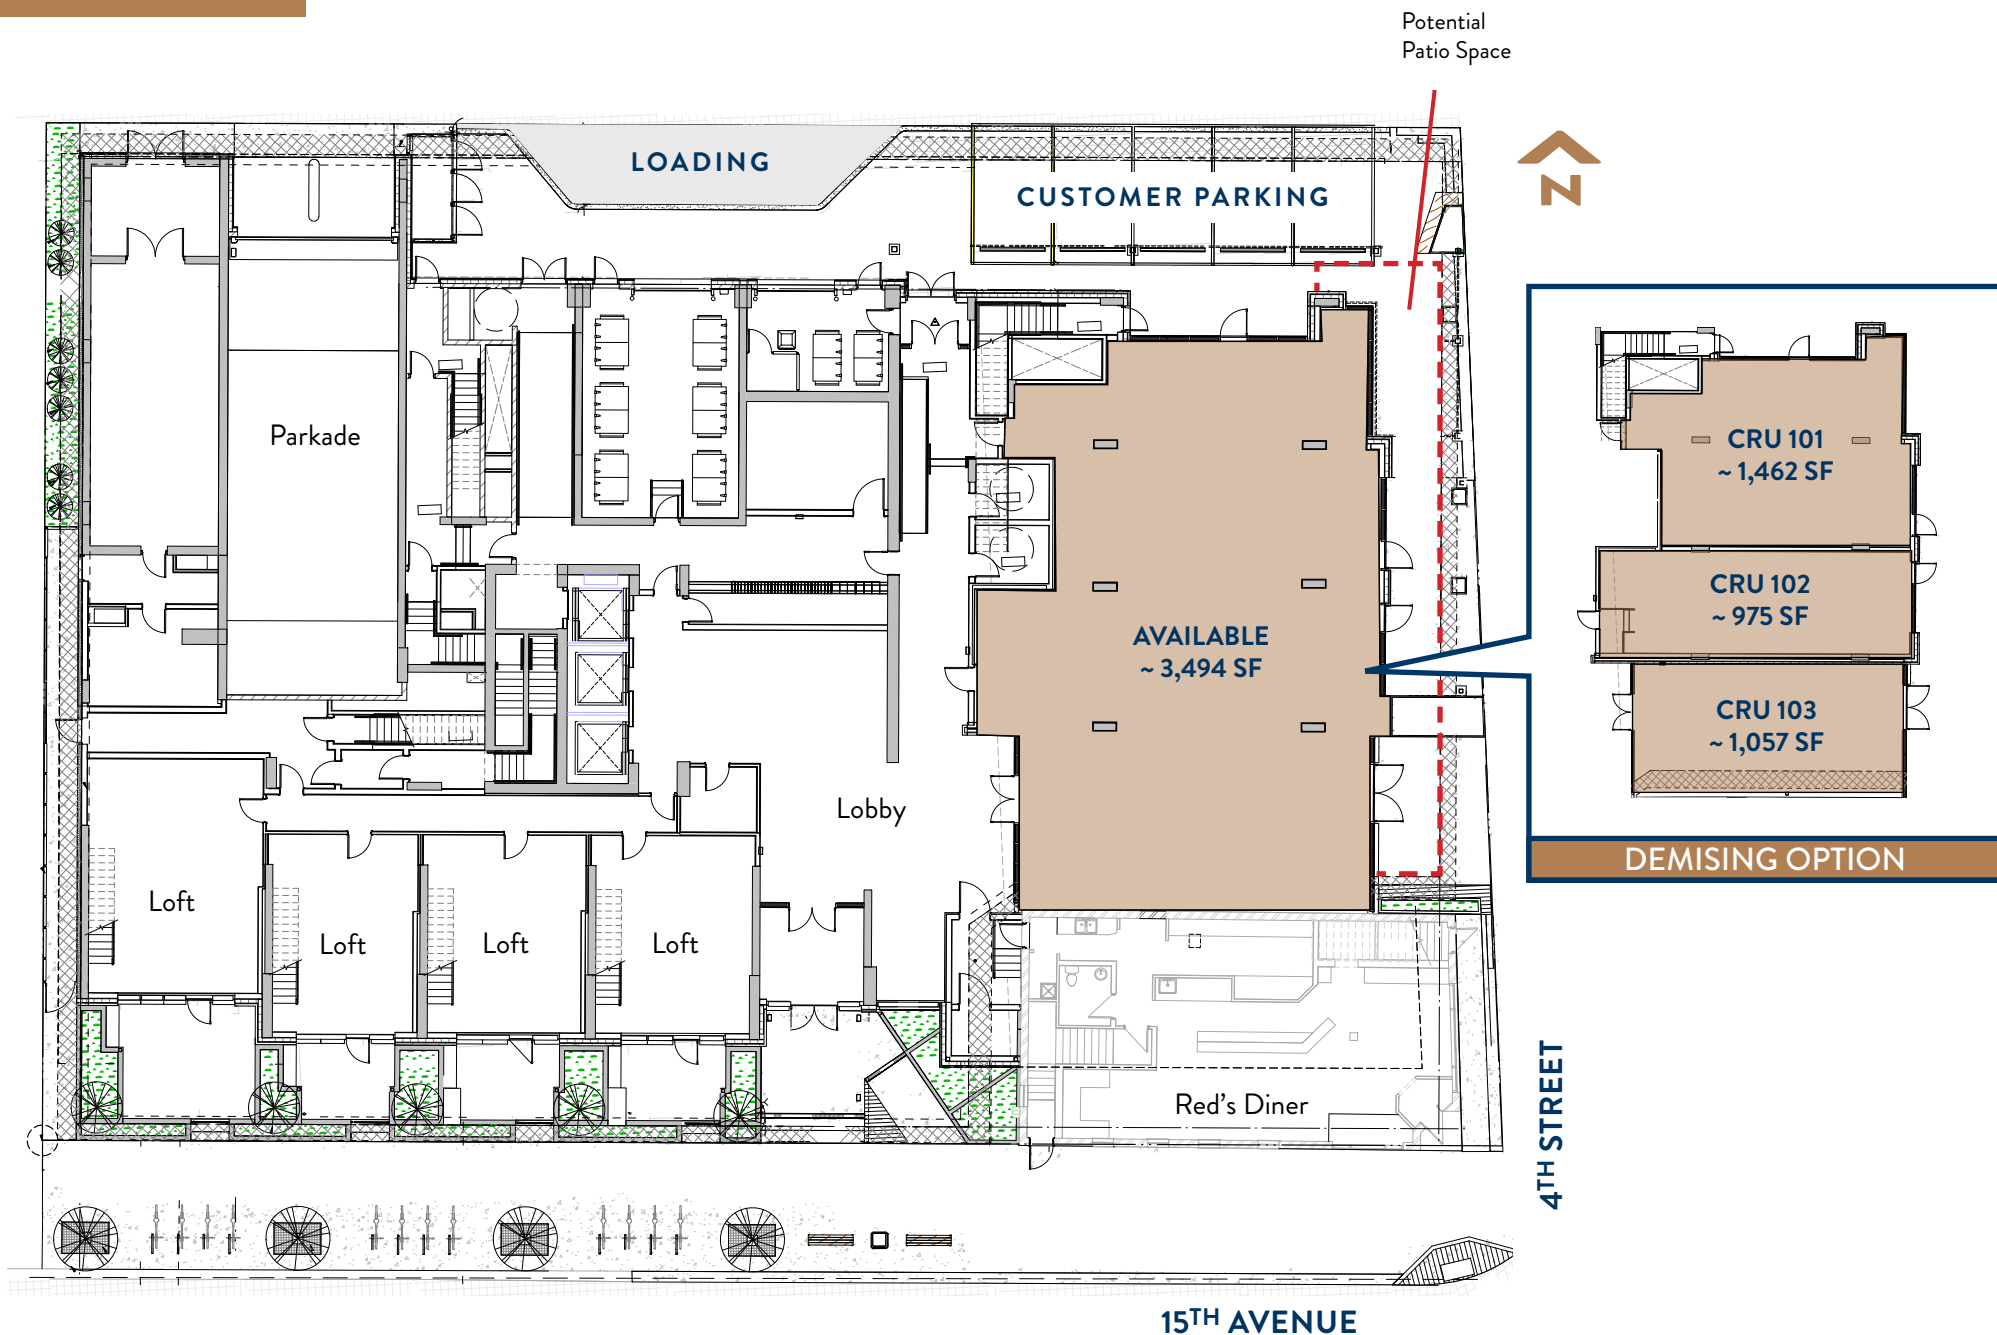 Potential
Patio Space
LOADING
CUSTOMER PARKING
N
Parkade
CRU 101
~ 1,462 SF
CRU 102
~ 975 SF
AVAILABLE
~ 3,494 SF
CRU 103
~ 1,057 SF
Lobby
DEMISING OPTION
Loft
Loft
Loft
Loft
Red's Diner
4TH STREET
15TH AVENUE